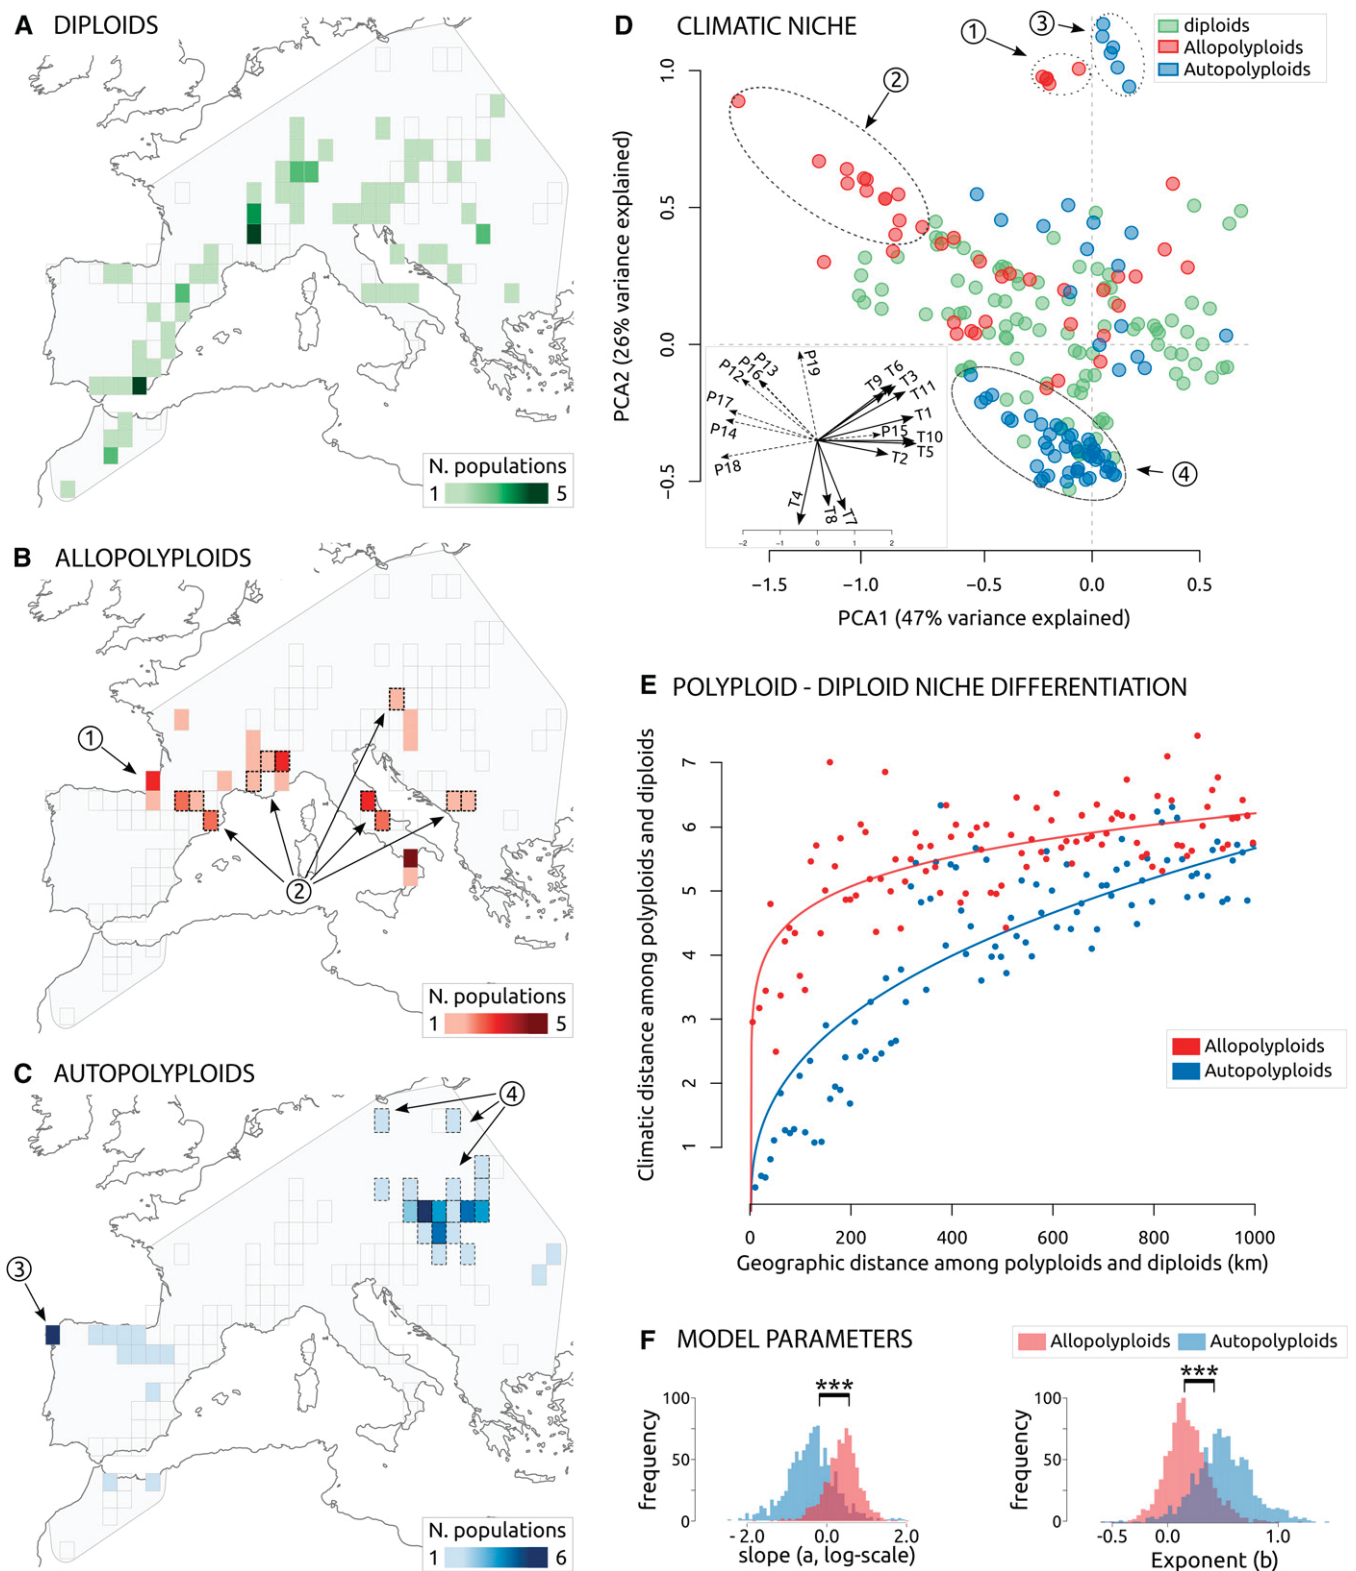 A DIPLOIDS
N. populations
1 5
B ALLOPOLYPLOIDS
1
2
N. populations
1 5
C AUTOPOLYPLOIDS
4
3
N. populations
1 6
D CLIMATIC NICHE
1
3
2
4
diploids
Allopolyploids
Autopolyploids
PCA2 (26% variance explained)
1.0
0.5
0.0
−0.5
P19
P13
P16
P12
P17
P14
P18
T9
T6
T3
T11
T1
P15
T10
T5
T2
T4
T8
T7
−2 −1 0 1 2
−1.5 −1.0 −0.5 0.0 0.5
PCA1 (47% variance explained)
E POLYPLOID - DIPLOID NICHE DIFFERENTIATION
Climatic distance among polyploids and diploids
7
6
5
4
3
2
1
Allopolyploids
Autopolyploids
0 200 400 600 800 1000
Geographic distance among polyploids and diploids (km)
F MODEL PARAMETERS
Allopolyploids Autopolyploids
***
frequency
100
50
0
-2.0 0.0 2.0
slope (a, log-scale)
***
frequency
100
50
0
-0.5 0.0 1.0
Exponent (b)